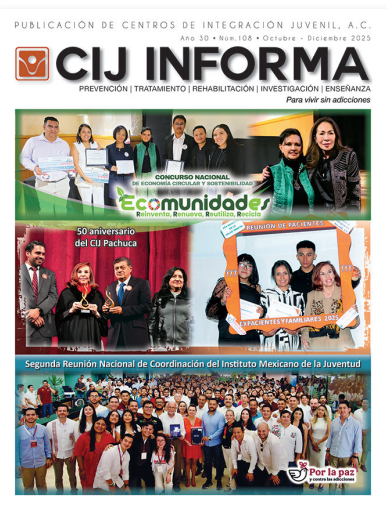 PUBLICACIÓN DE CENTROS DE INTEGRACIÓN JUVENIL, A.C.
Año 30 • Núm.108 • Octubre - Diciembre 2025
CIJ INFORMA
PREVENCIÓN | TRATAMIENTO | REHABILITACIÓN | INVESTIGACIÓN | ENSEÑANZA
Para vivir sin adicciones
CONCURSO NACIONAL
DE ECONOMÍA CIRCULAR Y SOSTENIBILIDAD
Ecomunidades
Reinventa, Renueva, Reutiliza, Recicla
50 aniversario
del CIJ Pachuca
REUNIÓN DE PACIENTES
EXPACIENTES Y FAMILIARES 2025
Segunda Reunión Nacional de Coordinación del Instituto Mexicano de la Juventud
Por la paz
y contra las adicciones